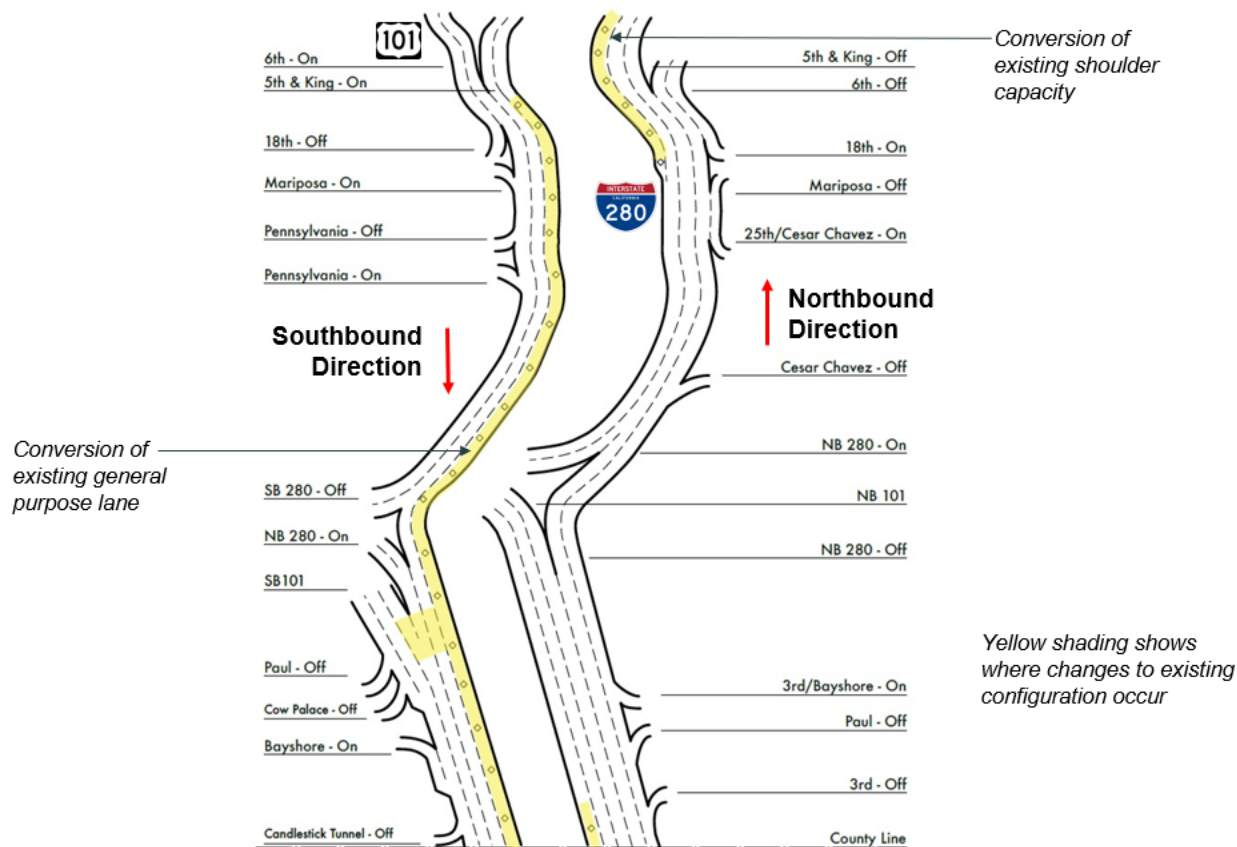 101
6th - On
5th & King - On
18th - Off
Mariposa - On
Pennsylvania - Off
Pennsylvania - On
Southbound
Direction
Conversion of
existing general
purpose lane
SB 280 - Off
NB 280 - On
SB101
Paul - Off
Cow Palace - Off
Bayshore - On
Candlestick Tunnel - Off
INTERSTATE
CALIFORNIA
280
Conversion of
existing shoulder
capacity
5th & King - Off
6th - Off
18th - On
Mariposa - Off
25th/Cesar Chavez - On
Northbound
Direction
Cesar Chavez - Off
NB 280 - On
NB 101
NB 280 - Off
Yellow shading shows
where changes to existing
configuration occur
3rd/Bayshore - On
Paul - Off
3rd - Off
County Line